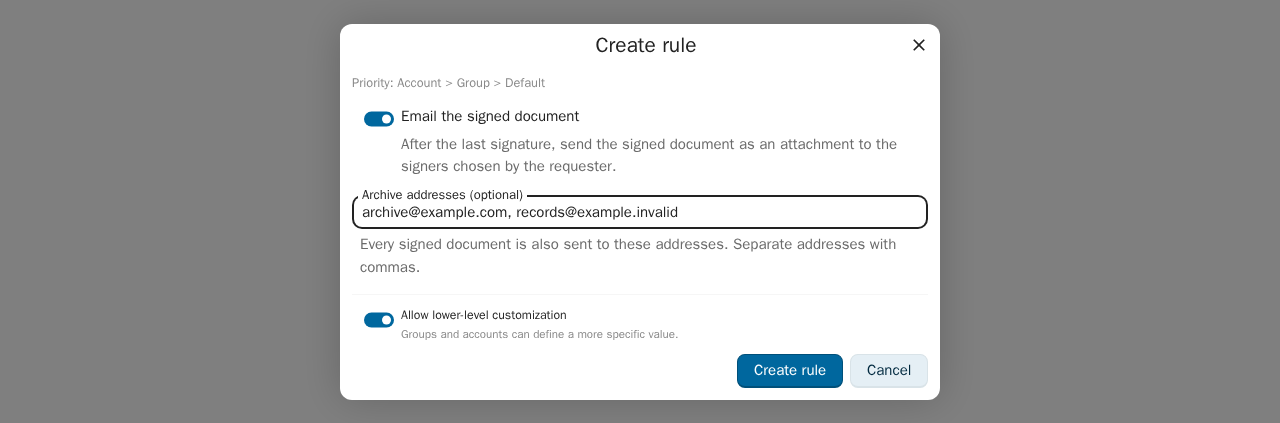 Create rule
Priority: Account > Group > Default
Email the signed document
After the last signature, send the signed document as an attachment to the
signers chosen by the requester.
Archive addresses (optional)
archive@example.com, records@example.invalid
Every signed document is also sent to these addresses. Separate addresses with
commas.
Allow lower-level customization
Groups and accounts can define a more specific value.
Create rule
Cancel